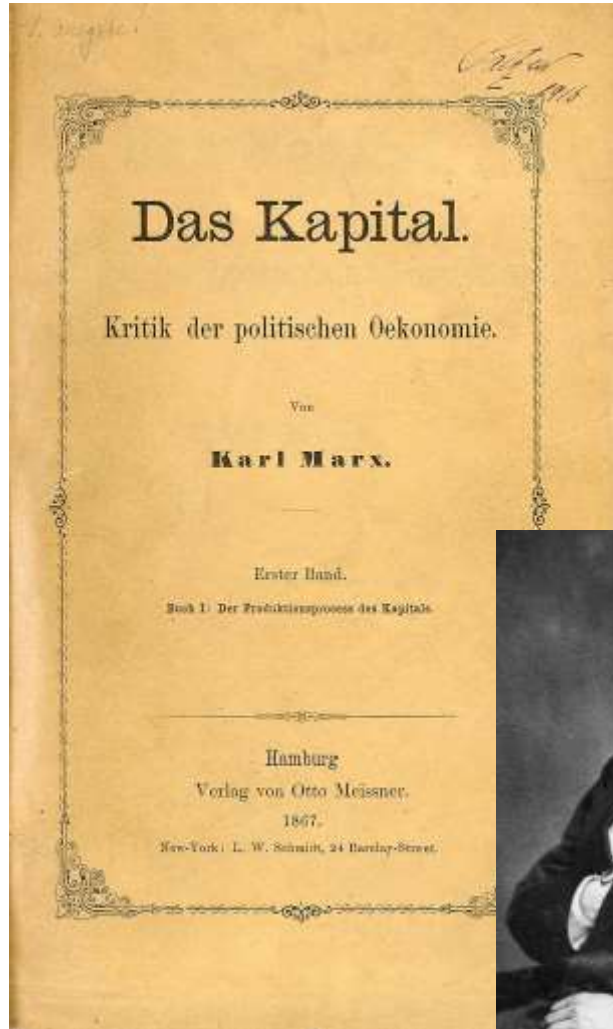 Das Kapital.
Kritik der politischen Oekonomie.
Von
Karl Marx.
Erster Band.
Buch I: Der Produktionsprocess des Kapitals.
Hamburg
Verlag von Otto Meissner.
1867.
New-York: L. W. Schmidt, 24 Barclay-Street.